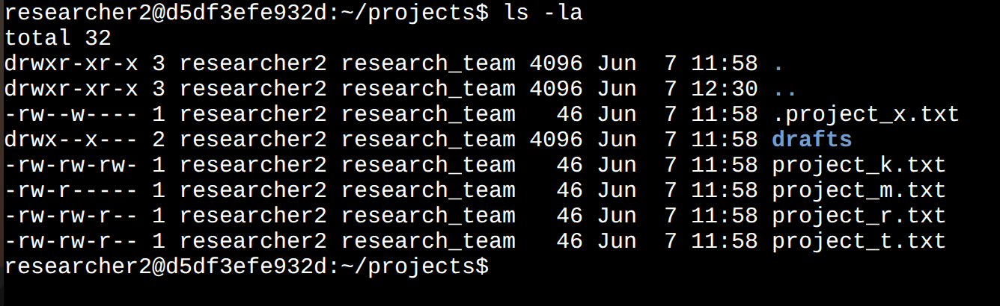 researcher2@d5df3efe932d:~/projects$ ls -la
total 32
drwxr-xr-x 3 researcher2 research_team 4096 Jun  7 11:58 .
drwxr-xr-x 3 researcher2 research_team 4096 Jun  7 12:30 ..
-rw--w---- 1 researcher2 research_team   46 Jun  7 11:58 .project_x.txt
drwx--x--- 2 researcher2 research_team 4096 Jun  7 11:58 drafts
-rw-rw-rw- 1 researcher2 research_team   46 Jun  7 11:58 project_k.txt
-rw-r----- 1 researcher2 research_team   46 Jun  7 11:58 project_m.txt
-rw-rw-r-- 1 researcher2 research_team   46 Jun  7 11:58 project_r.txt
-rw-rw-r-- 1 researcher2 research_team   46 Jun  7 11:58 project_t.txt
researcher2@d5df3efe932d:~/projects$